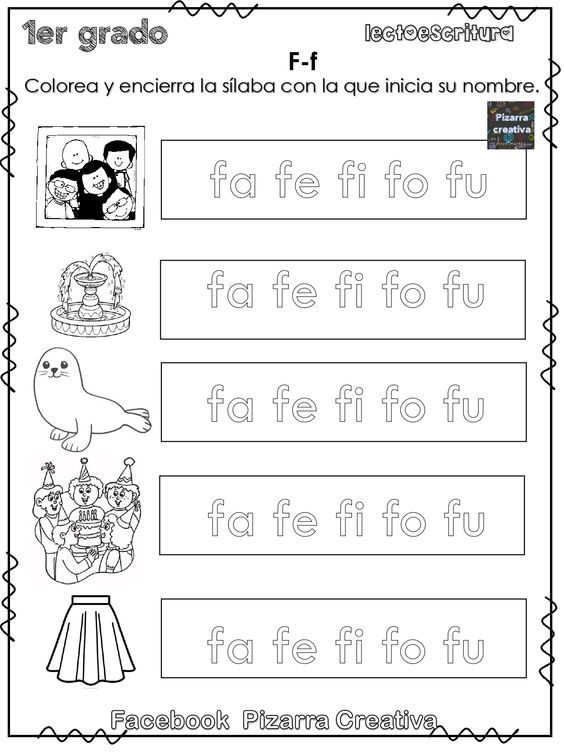 1er grado
lectoescritura
F-f
Colorea y encierra la sílaba con la que inicia su nombre.
Pizarra
creativa
fa fe fi fo fu
fa fe fi fo fu
fa fe fi fo fu
fa fe fi fo fu
fa fe fi fo fu
Facebook Pizarra Creativa